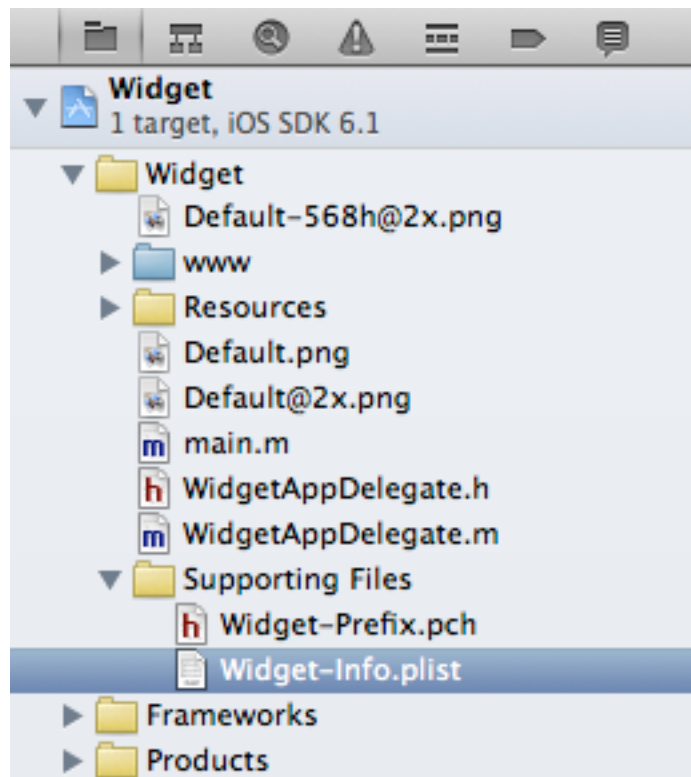 Widget
1 target, iOS SDK 6.1
Widget
Default-568h@2x.png
www
Resources
Default.png
Default@2x.png
m main.m
h WidgetAppDelegate.h
m WidgetAppDelegate.m
Supporting Files
h Widget-Prefix.pch
Widget-Info.plist
Frameworks
Products